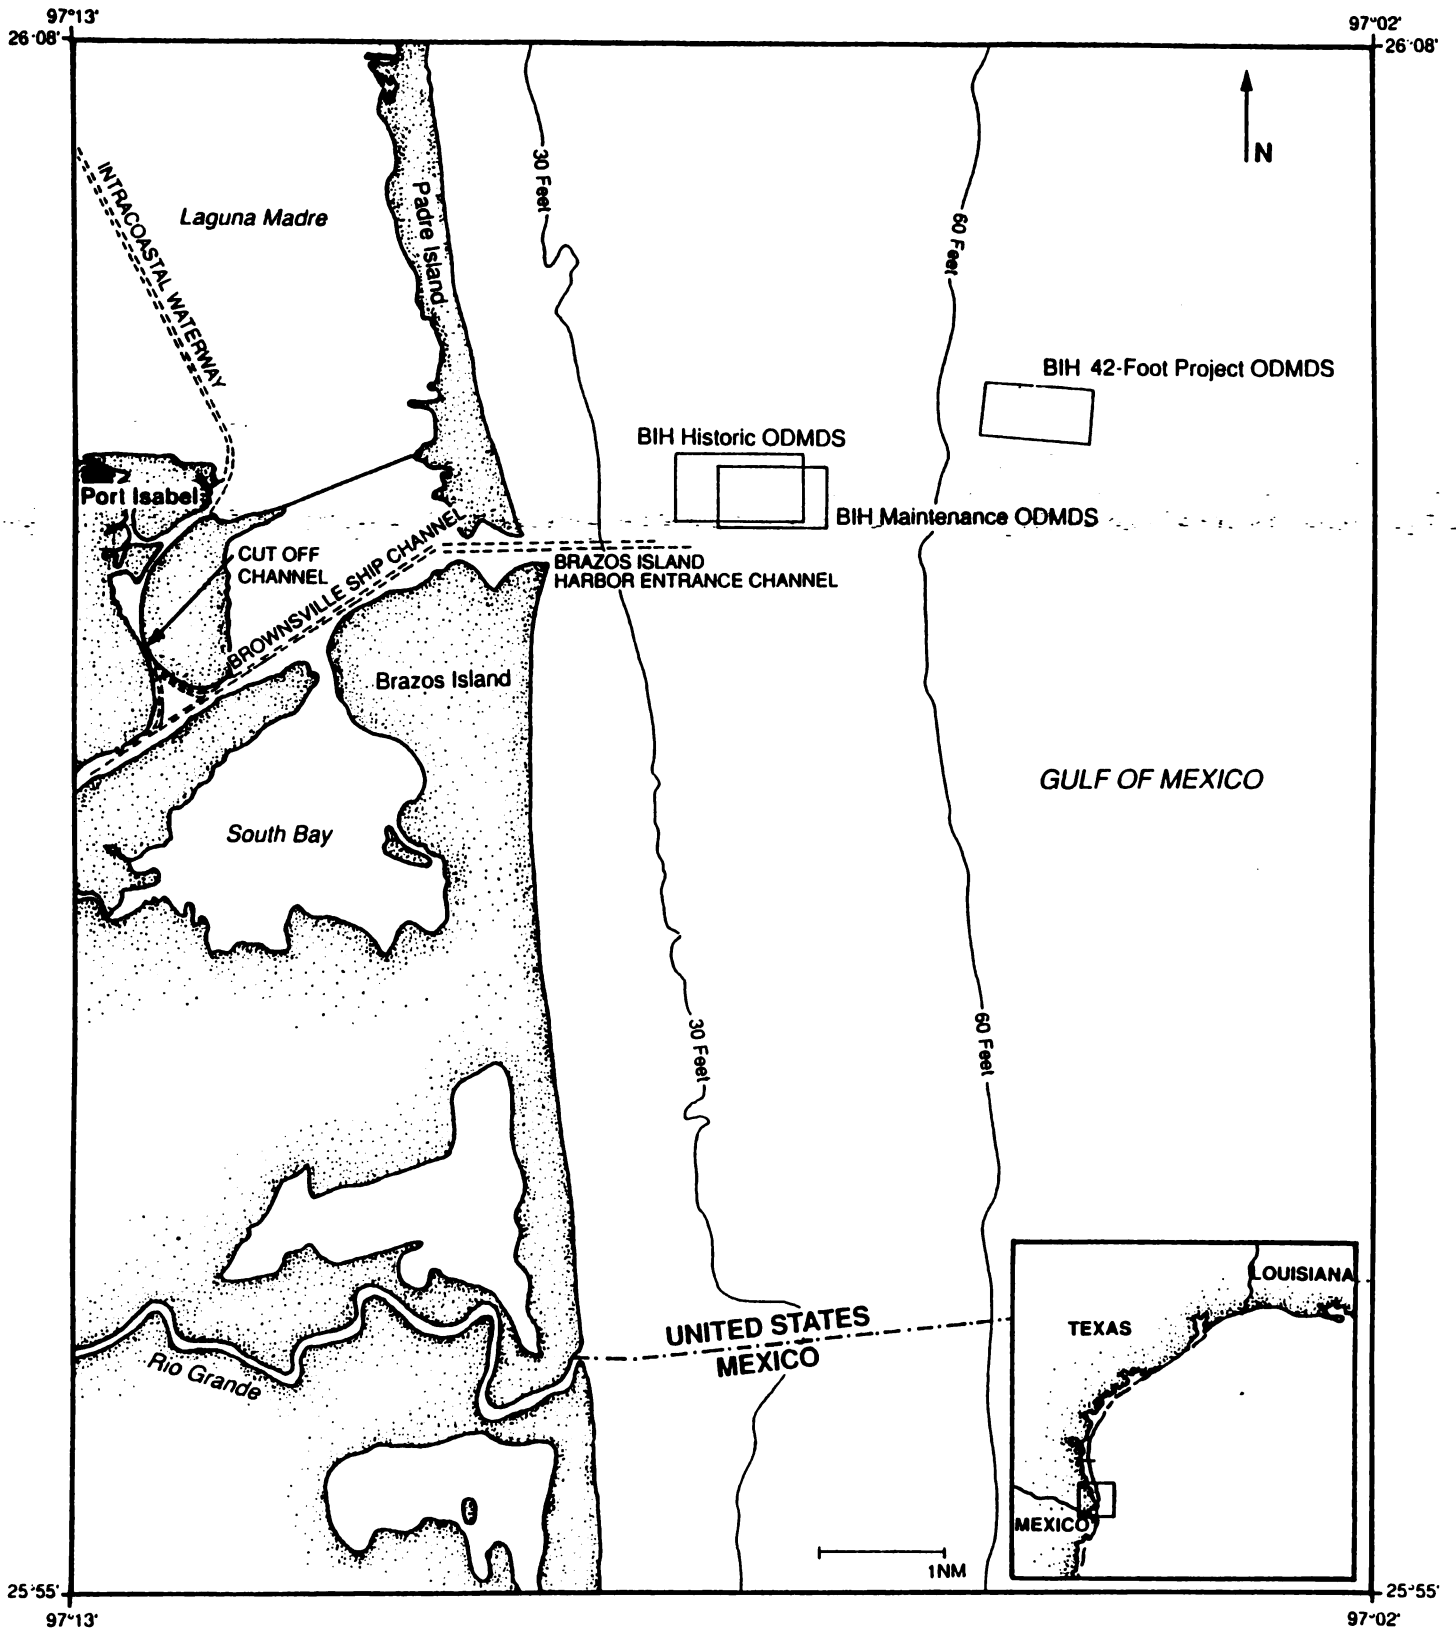 97°13'
97°02'
26°08'
26°08'
N
INTRACOASTAL WATERWAY
Laguna Madre
Padre Island
30 Feet
60 Feet
BIH 42-Foot Project ODMDS
BIH Historic ODMDS
BIH Maintenance ODMDS
Port Isabel
CUT OFF
CHANNEL
BROWNSVILLE SHIP CHANNEL
BRAZOS ISLAND
HARBOR ENTRANCE CHANNEL
Brazos Island
GULF OF MEXICO
South Bay
30 Feet
60 Feet
UNITED STATES
MEXICO
Rio Grande
LOUISIANA
TEXAS
MEXICO
1NM
25°55'
25°55'
97°13'
97°02'